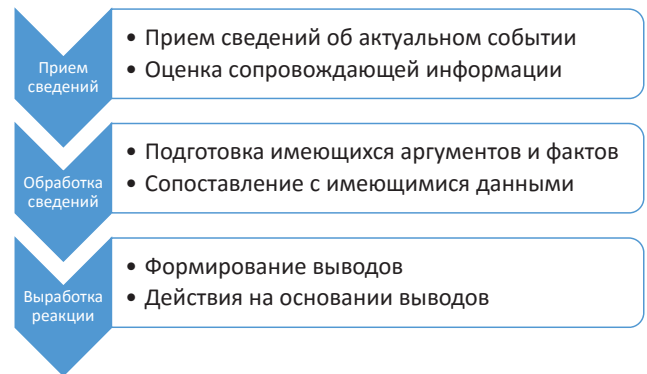 Прием
сведений
• Прием сведений об актуальном событии
• Оценка сопровождающей информации
Обработка
сведений
• Подготовка имеющихся аргументов и фактов
• Сопоставление с имеющимися данными
Выработка
реакции
• Формирование выводов
• Действия на основании выводов